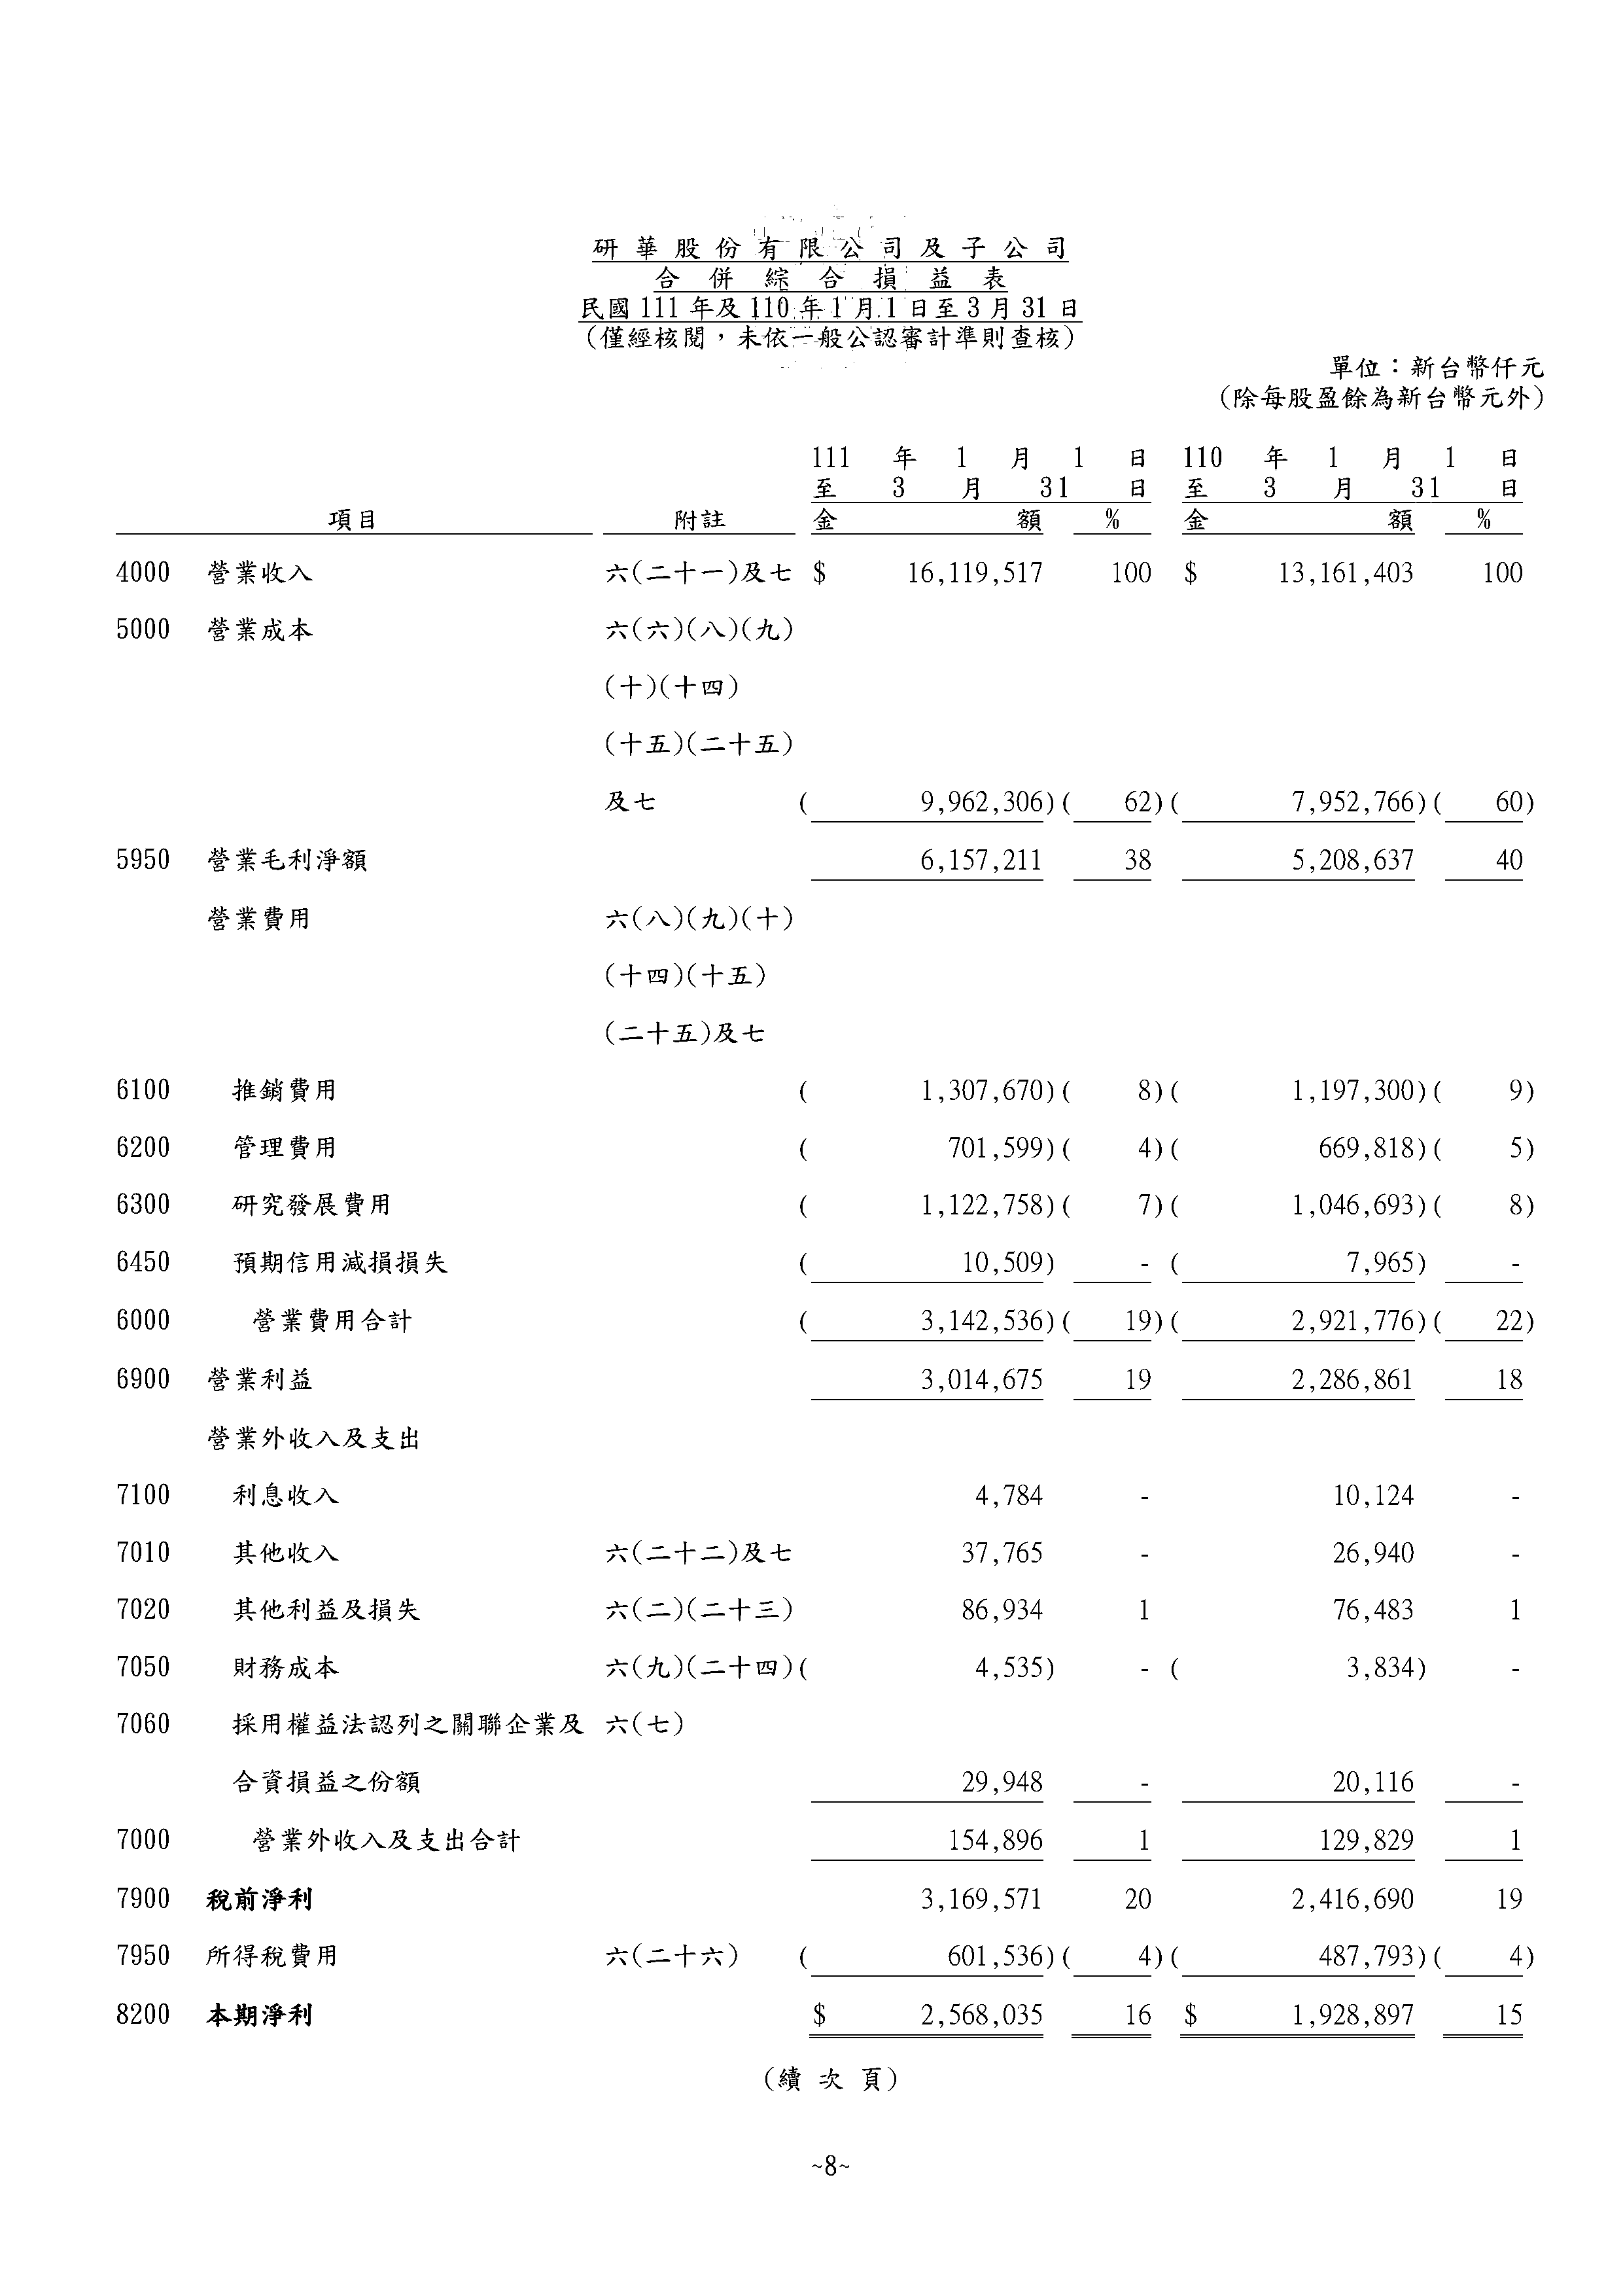 研華股份有限公司及子公司
合併綜合損益表
民國111年及110年1月1日至3月31日
(僅經核閱，未依一般公認審計準則查核)
單位：新台幣仟元
(除每股盈餘為新台幣元外)
111 年 1 月 1 日 110 年 1 月 1 日
至 3 月 31 日 至 3 月 31 日
項目 附註 金 額 % 金 額 %
4000 營業收入 六(二十一)及七 $ 16,119,517 100 $ 13,161,403 100
5000 營業成本 六(六)(八)(九)
(十)(十四)
(十五)(二十五)
及七 ( 9,962,306)( 62)( 7,952,766)( 60)
5950 營業毛利淨額 6,157,211 38 5,208,637 40
營業費用 六(八)(九)(十)
(十四)(十五)
(二十五)及七
6100 推銷費用 ( 1,307,670)( 8)( 1,197,300)( 9)
6200 管理費用 ( 701,599)( 4)( 669,818)( 5)
6300 研究發展費用 ( 1,122,758)( 7)( 1,046,693)( 8)
6450 預期信用減損損失 ( 10,509) - ( 7,965) -
6000 營業費用合計 ( 3,142,536)( 19)( 2,921,776)( 22)
6900 營業利益 3,014,675 19 2,286,861 18
營業外收入及支出
7100 利息收入 4,784 - 10,124 -
7010 其他收入 六(二十二)及七 37,765 - 26,940 -
7020 其他利益及損失 六(二)(二十三) 86,934 1 76,483 1
7050 財務成本 六(九)(二十四)( 4,535) - ( 3,834) -
7060 採用權益法認列之關聯企業及 六(七)
合資損益之份額 29,948 - 20,116 -
7000 營業外收入及支出合計 154,896 1 129,829 1
7900 稅前淨利 3,169,571 20 2,416,690 19
7950 所得稅費用 六(二十六) ( 601,536)( 4)( 487,793)( 4)
8200 本期淨利 $ 2,568,035 16 $ 1,928,897 15
(續次頁)
~8~